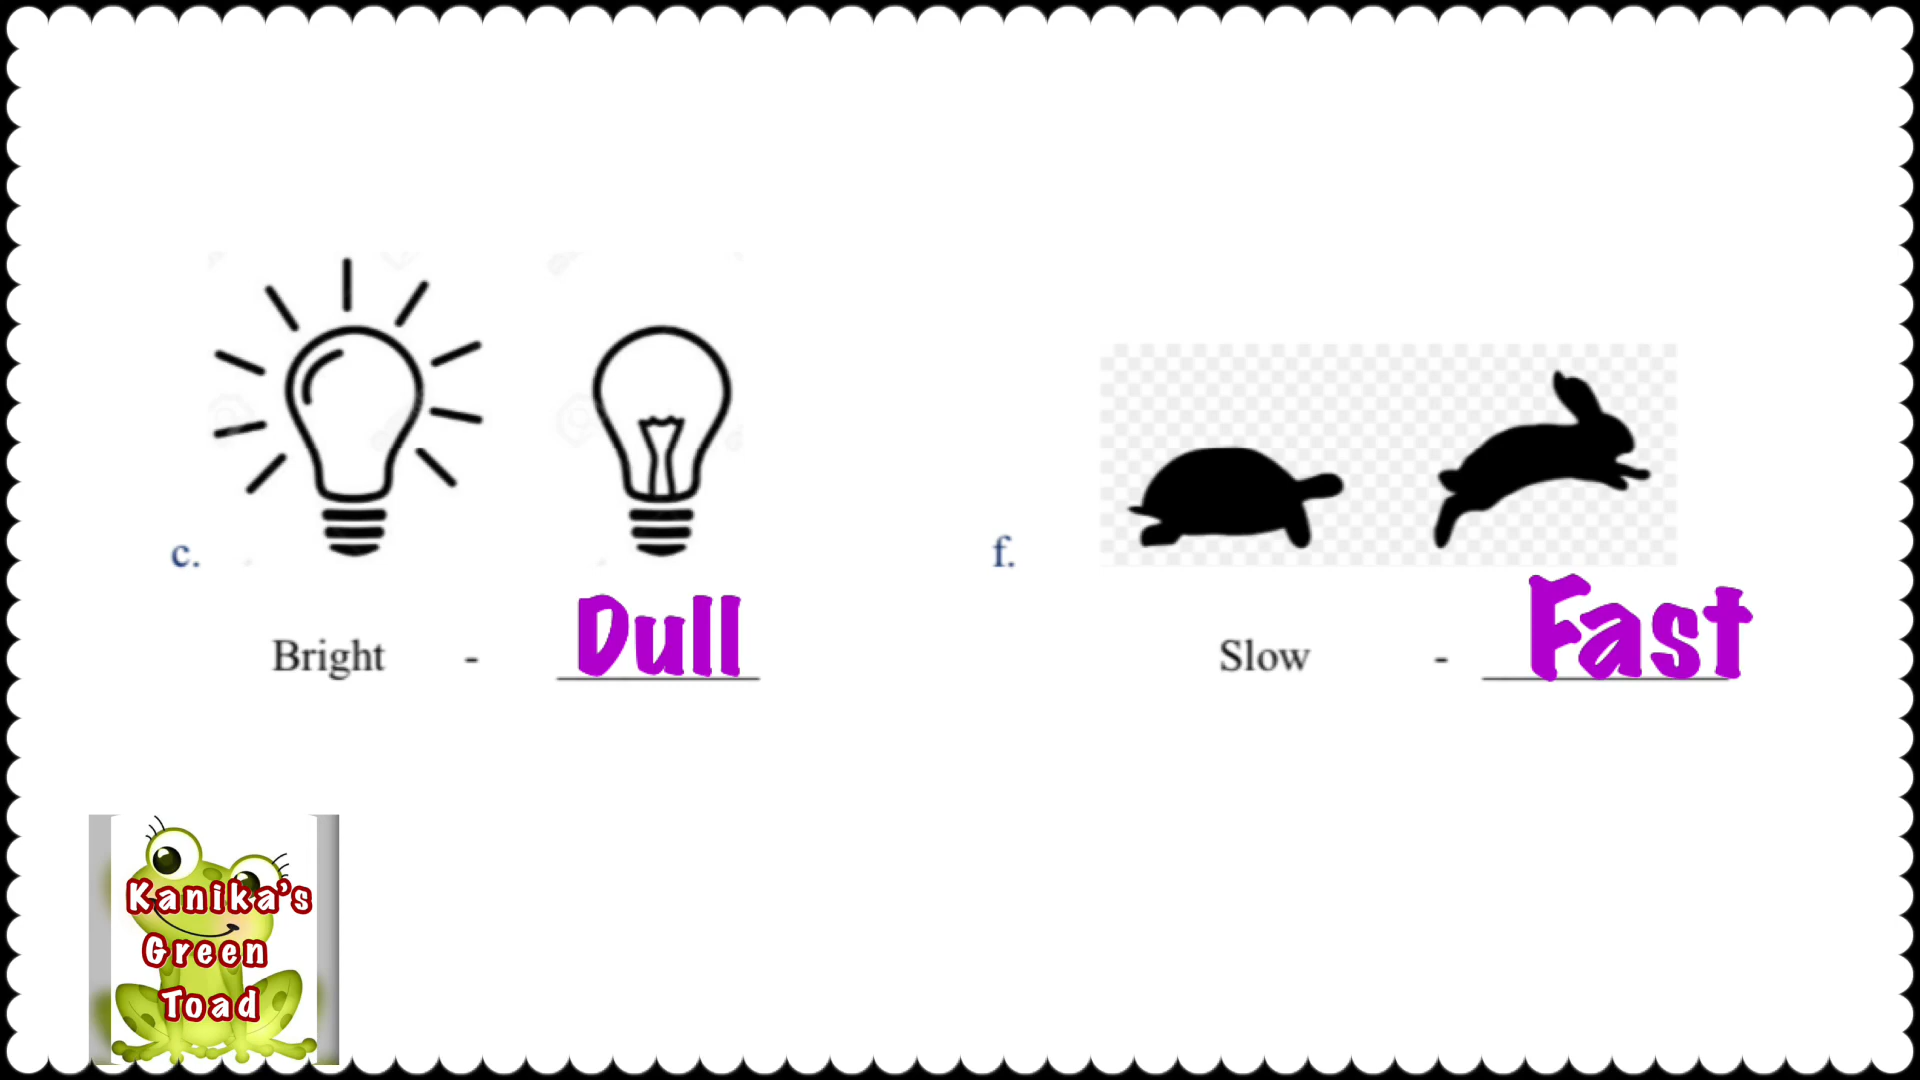 c.
Bright - Dull
f.
Slow - Fast
Kanika's
Green
Toad